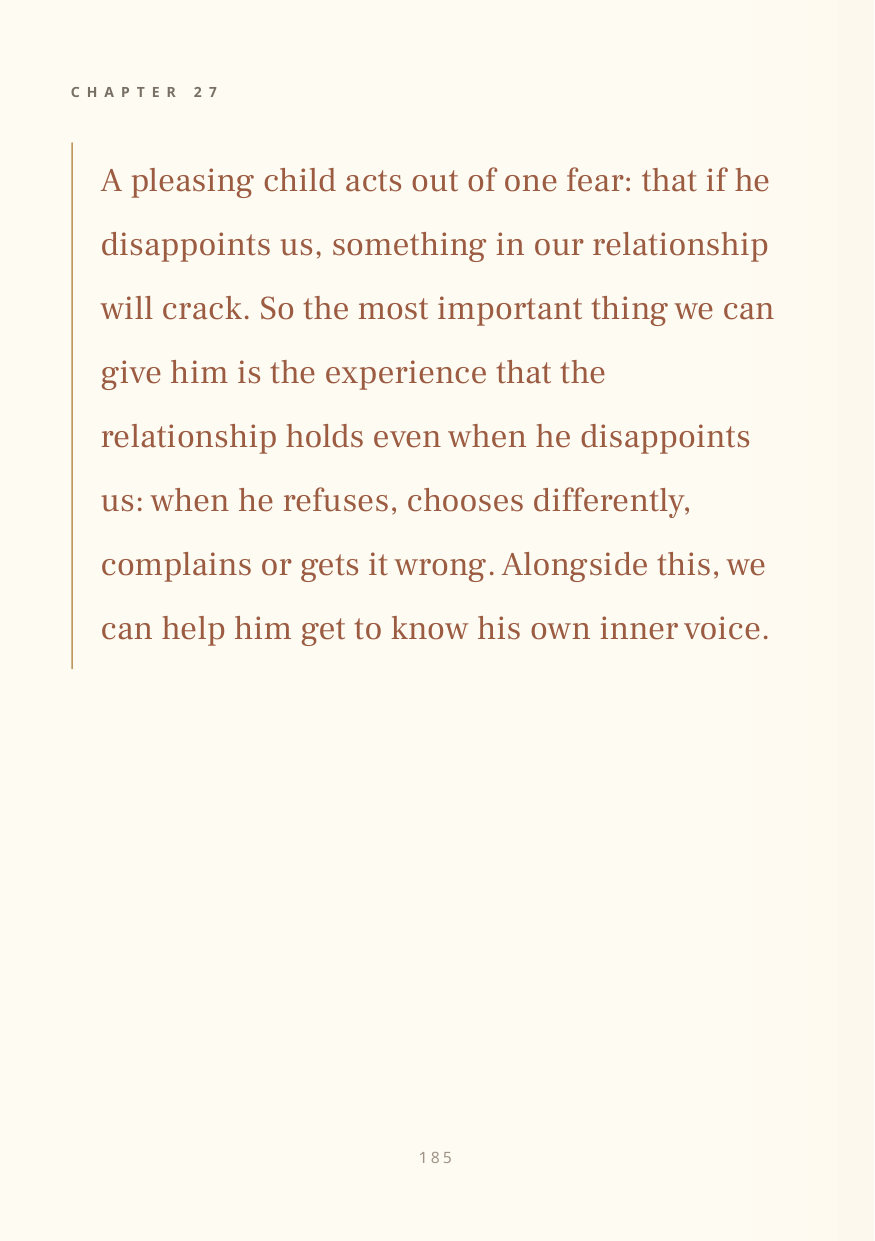 CHAPTER 27
A pleasing child acts out of one fear: that if he
disappoints us, something in our relationship
will crack. So the most important thing we can
give him is the experience that the
relationship holds even when he disappoints
us: when he refuses, chooses differently,
complains or gets it wrong. Alongside this, we
can help him get to know his own inner voice.
185